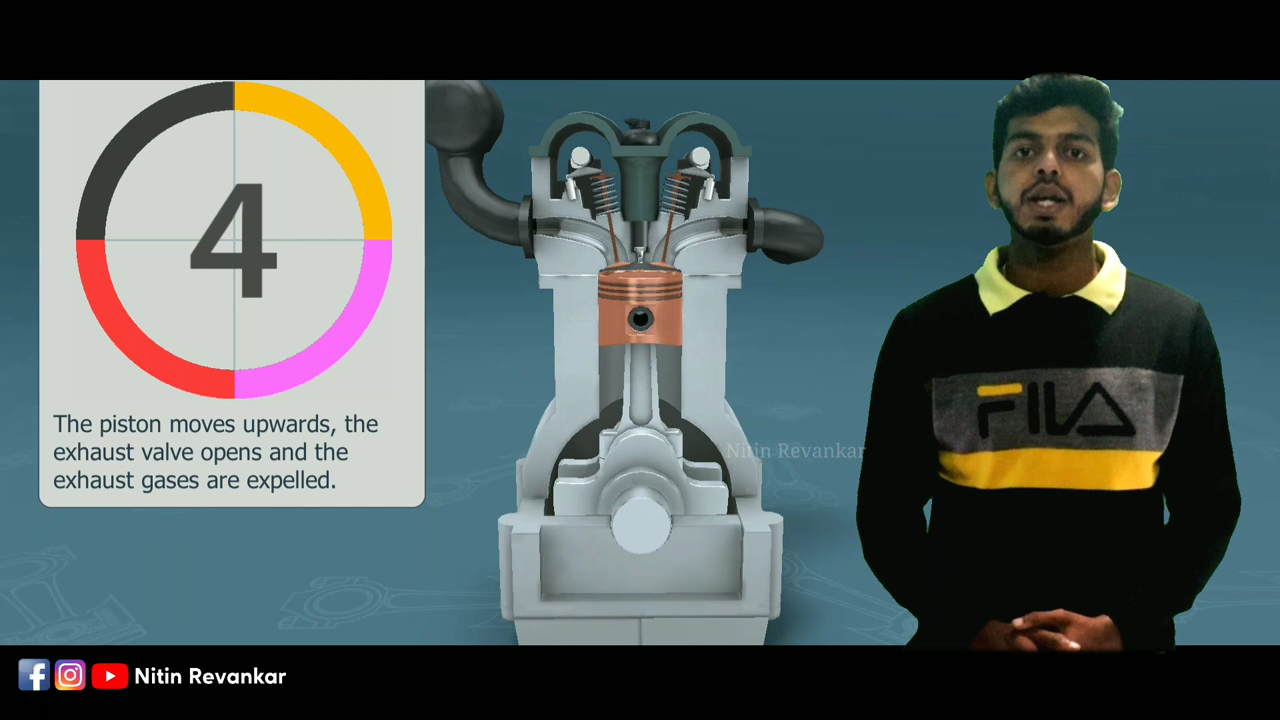 4
The piston moves upwards, the
exhaust valve opens and the
exhaust gases are expelled.
Nitin Revankar
FILA
Nitin Revankar